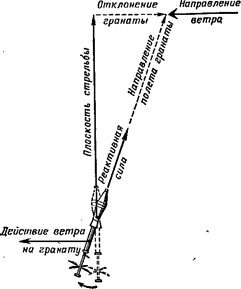 Отклонение
гранаты
Направление
ветра
Плоскость стрельбы
Направление
полета гранаты
Реактивная
сила
Действие ветра
на гранату